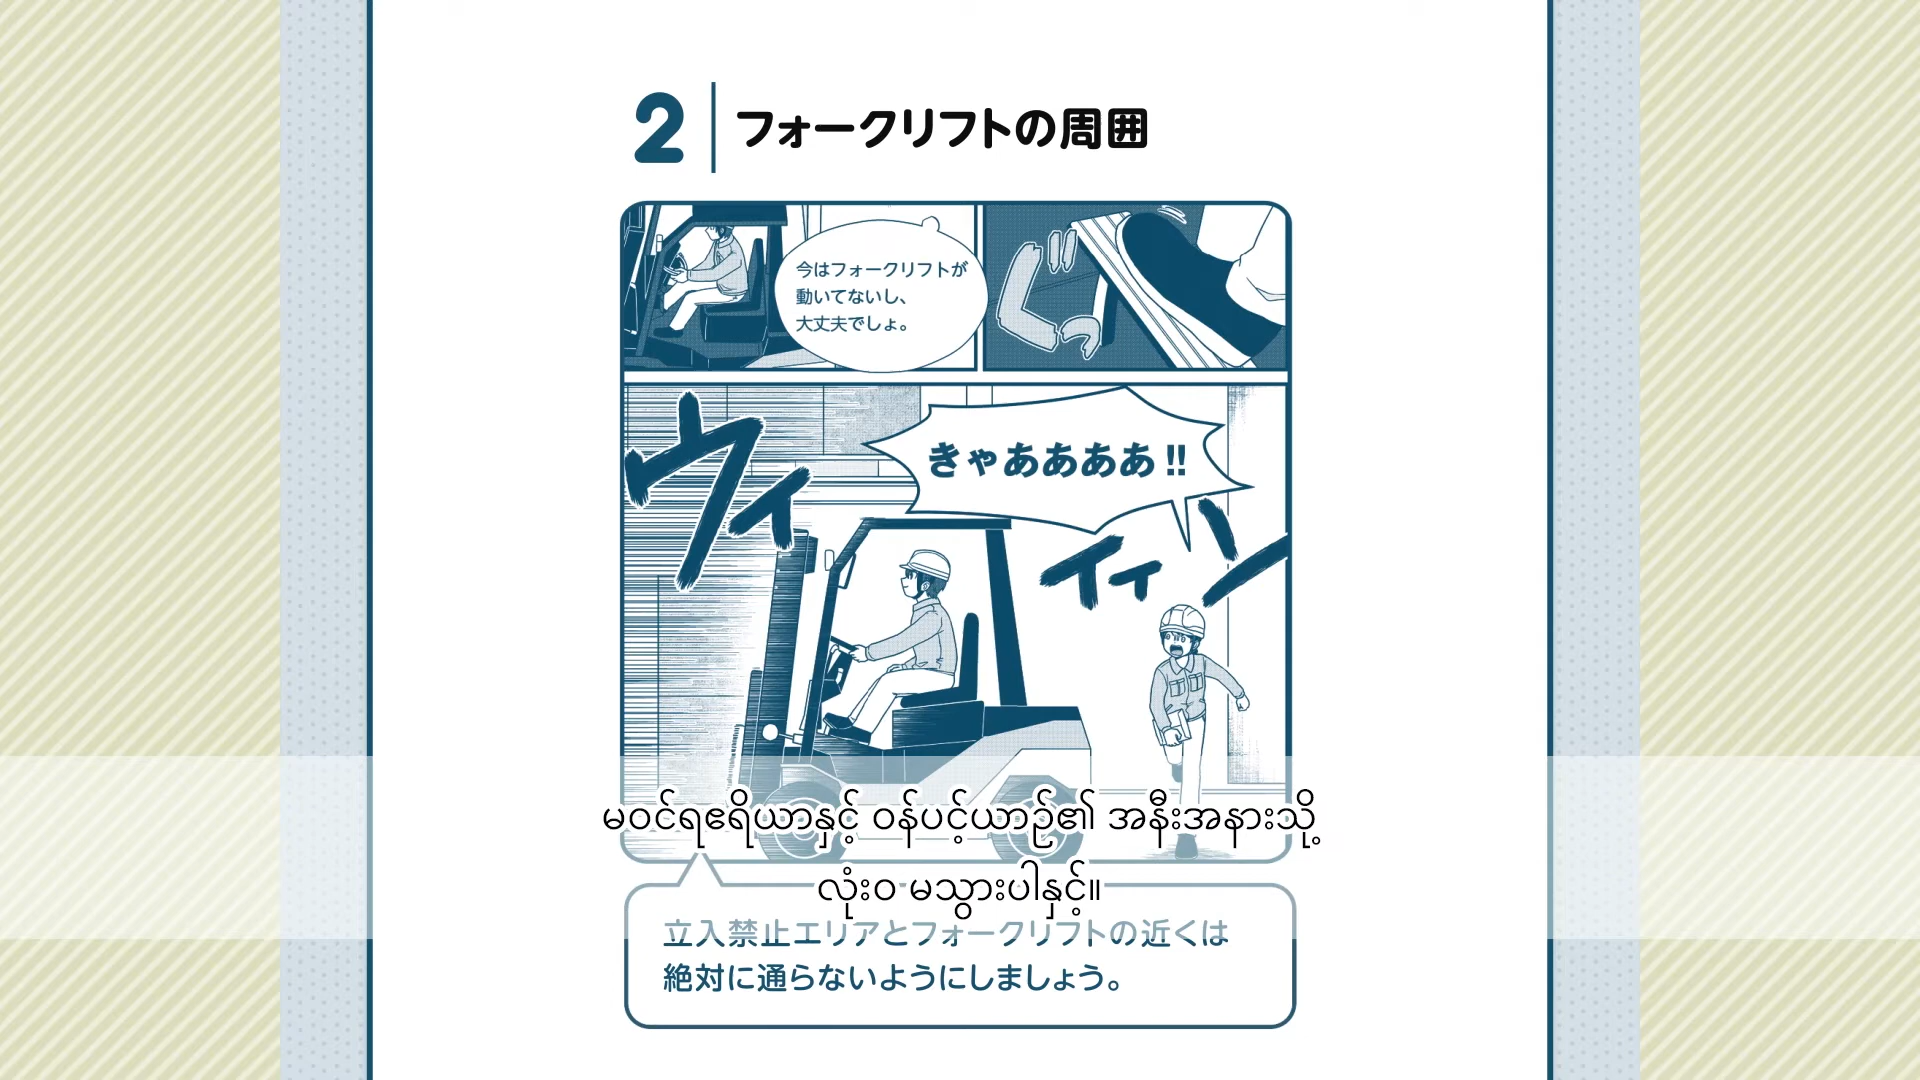 2
フォークリフトの周囲
今はフォークリフトが
動いてないし、
大丈夫でしょ。
ぐっ
ウィィィン
きゃああああ!!
မဝင်ရဧရိယာနှင့် ဝန်ပင့်ယာဉ်၏ အနီးအနားသို့
လုံးဝ မသွားပါနှင့်။
立入禁止エリアとフォークリフトの近くは
絶対に通らないようにしましょう。